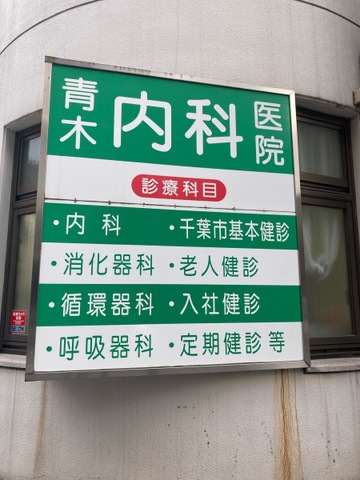 青木内科医院
診療科目
・内科 ・千葉市基本健診
・消化器科 ・老人健診
・循環器科 ・入社健診
・呼吸器科 ・定期健診等